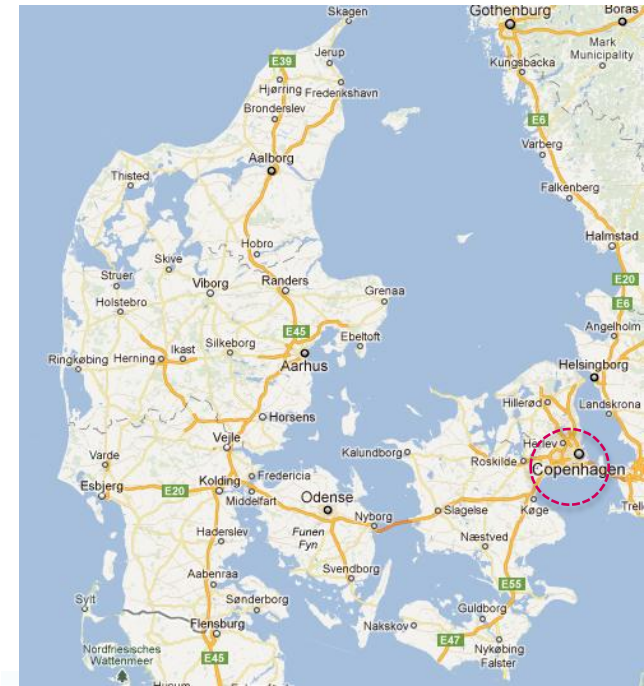 Skagen
Gothenburg
Borås
Mark
Municipality
Jerup
E39
Kungsbacka
Hjørring
Frederikshavn
Brønderslev
E6
Varberg
Aalborg
Thisted
Falkenberg
Halmstad
Hobro
Skive
Struer
Viborg
Randers
E20
Grenaa
Holstebro
E6
Ängelholm
E45
Ebeltoft
Silkeborg
Ikast
Ringkøbing
Herning
Aarhus
Helsingborg
Hillerød
Landskrona
Horsens
Vejle
Herlev
Kalundborg
Varde
Roskilde
Copenhagen
Esbjerg
E20
Kolding
Fredericia
Middelfart
Odense
Nyborg
Slagelse
Køge
Trelle
Haderslev
Funen
Fyn
Næstved
Svendborg
Aabenraa
E55
Sylt
Sønderborg
Guldborg
Flensburg
Nakskov
E47
Nykøbing
Falster
Nordfriesisches
Wattenmeer
E45